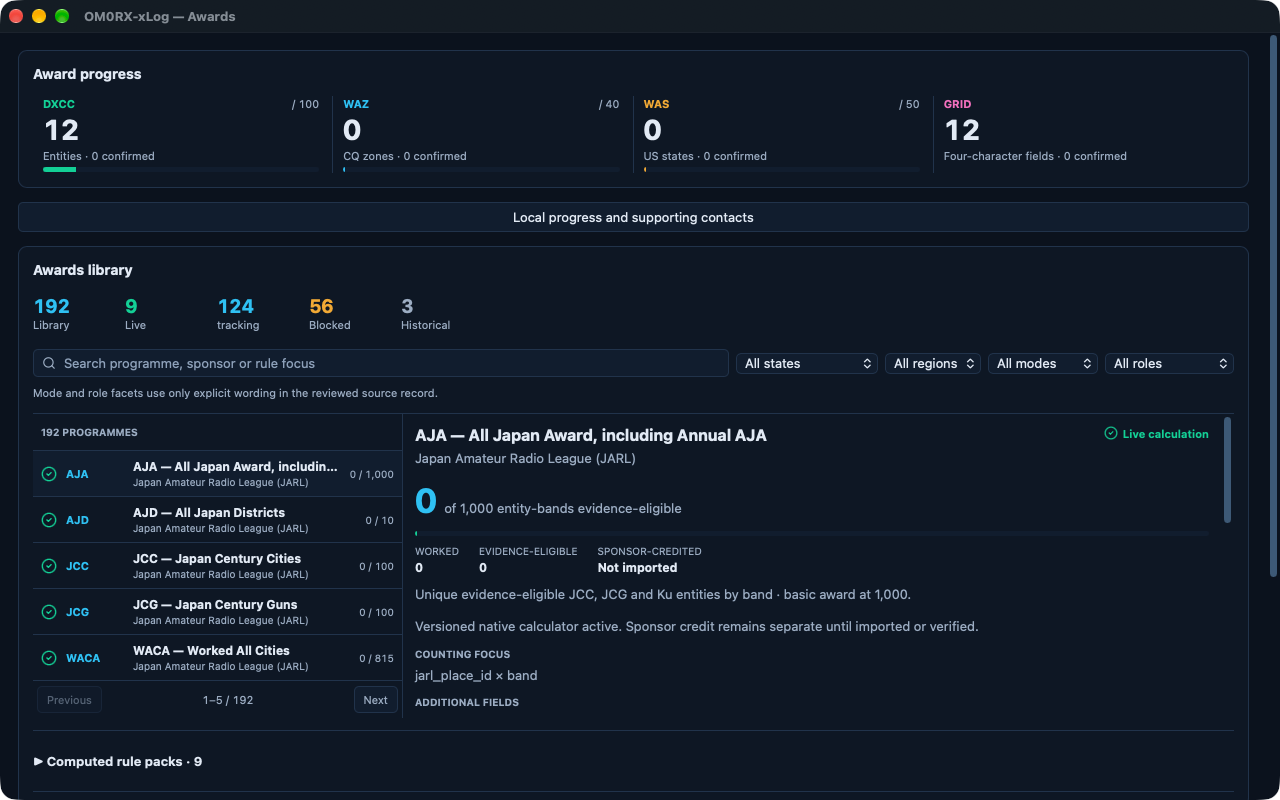 OM0RX-xLog — Awards
Award progress
DXCC / 100
12
Entities · 0 confirmed
WAZ / 40
0
CQ zones · 0 confirmed
WAS / 50
0
US states · 0 confirmed
GRID
12
Four-character fields · 0 confirmed
Local progress and supporting contacts
Awards library
192
Library
9
Live
124
tracking
56
Blocked
3
Historical
Search programme, sponsor or rule focus
All states
All regions
All modes
All roles
Mode and role facets use only explicit wording in the reviewed source record.
192 PROGRAMMES
AJA AJA — All Japan Award, includin... 0 / 1,000
Japan Amateur Radio League (JARL)
AJD AJD — All Japan Districts 0 / 10
Japan Amateur Radio League (JARL)
JCC JCC — Japan Century Cities 0 / 100
Japan Amateur Radio League (JARL)
JCG JCG — Japan Century Guns 0 / 100
Japan Amateur Radio League (JARL)
WACA WACA — Worked All Cities 0 / 815
Japan Amateur Radio League (JARL)
Previous 1–5 / 192 Next
AJA — All Japan Award, including Annual AJA
Live calculation
Japan Amateur Radio League (JARL)
0 of 1,000 entity-bands evidence-eligible
WORKED EVIDENCE-ELIGIBLE SPONSOR-CREDITED
0 0 Not imported
Unique evidence-eligible JCC, JCG and Ku entities by band · basic award at 1,000.
Versioned native calculator active. Sponsor credit remains separate until imported or verified.
COUNTING FOCUS
jarl_place_id × band
ADDITIONAL FIELDS
Computed rule packs · 9